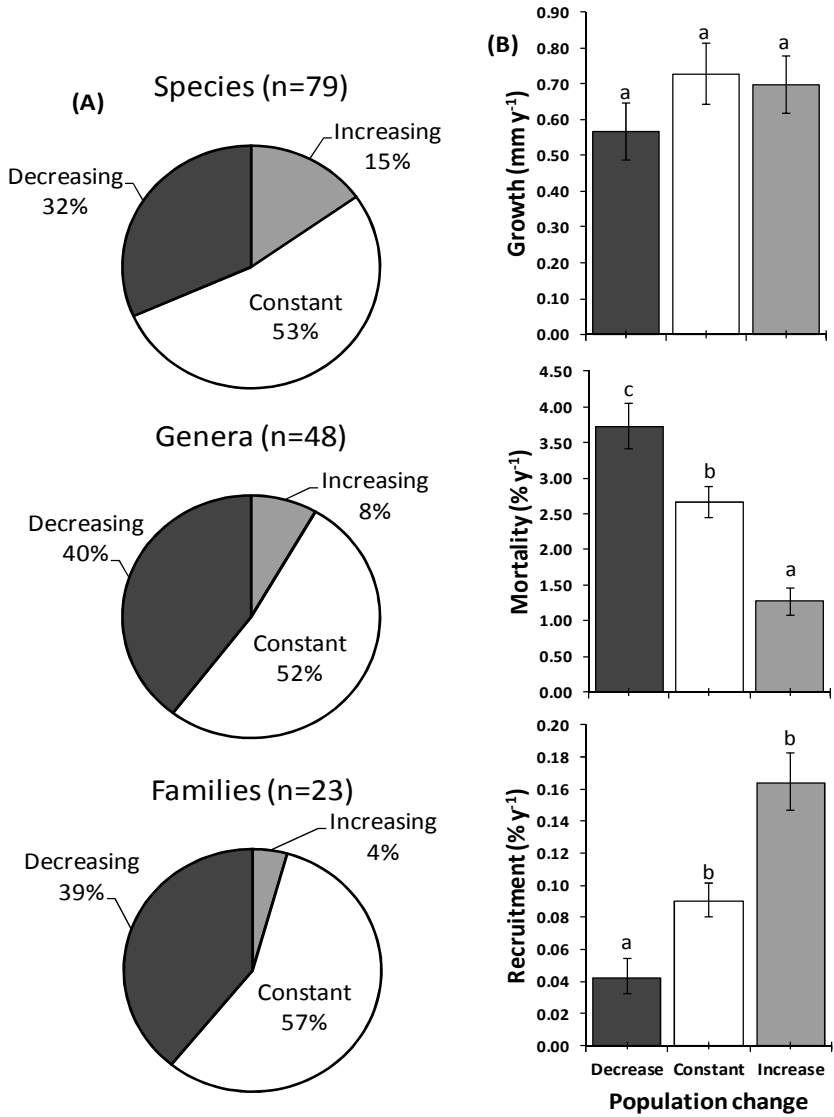 (A)
Species (n=79)
Increasing
15%
Decreasing
32%
Constant
53%
Genera (n=48)
Increasing
8%
Decreasing
40%
Constant
52%
Families (n=23)
Increasing
4%
Decreasing
39%
Constant
57%
(B)
Growth (mm y-1)
0.90
0.80
0.70
0.60
0.50
0.40
0.30
0.20
0.10
0.00
a
a
a
Mortality (% y-1)
4.50
4.00
3.50
3.00
2.50
2.00
1.50
1.00
0.50
0.00
c
b
a
Recruitment (% y-1)
0.20
0.18
0.16
0.14
0.12
0.10
0.08
0.06
0.04
0.02
0.00
a
b
b
Decrease Constant Increase
Population change